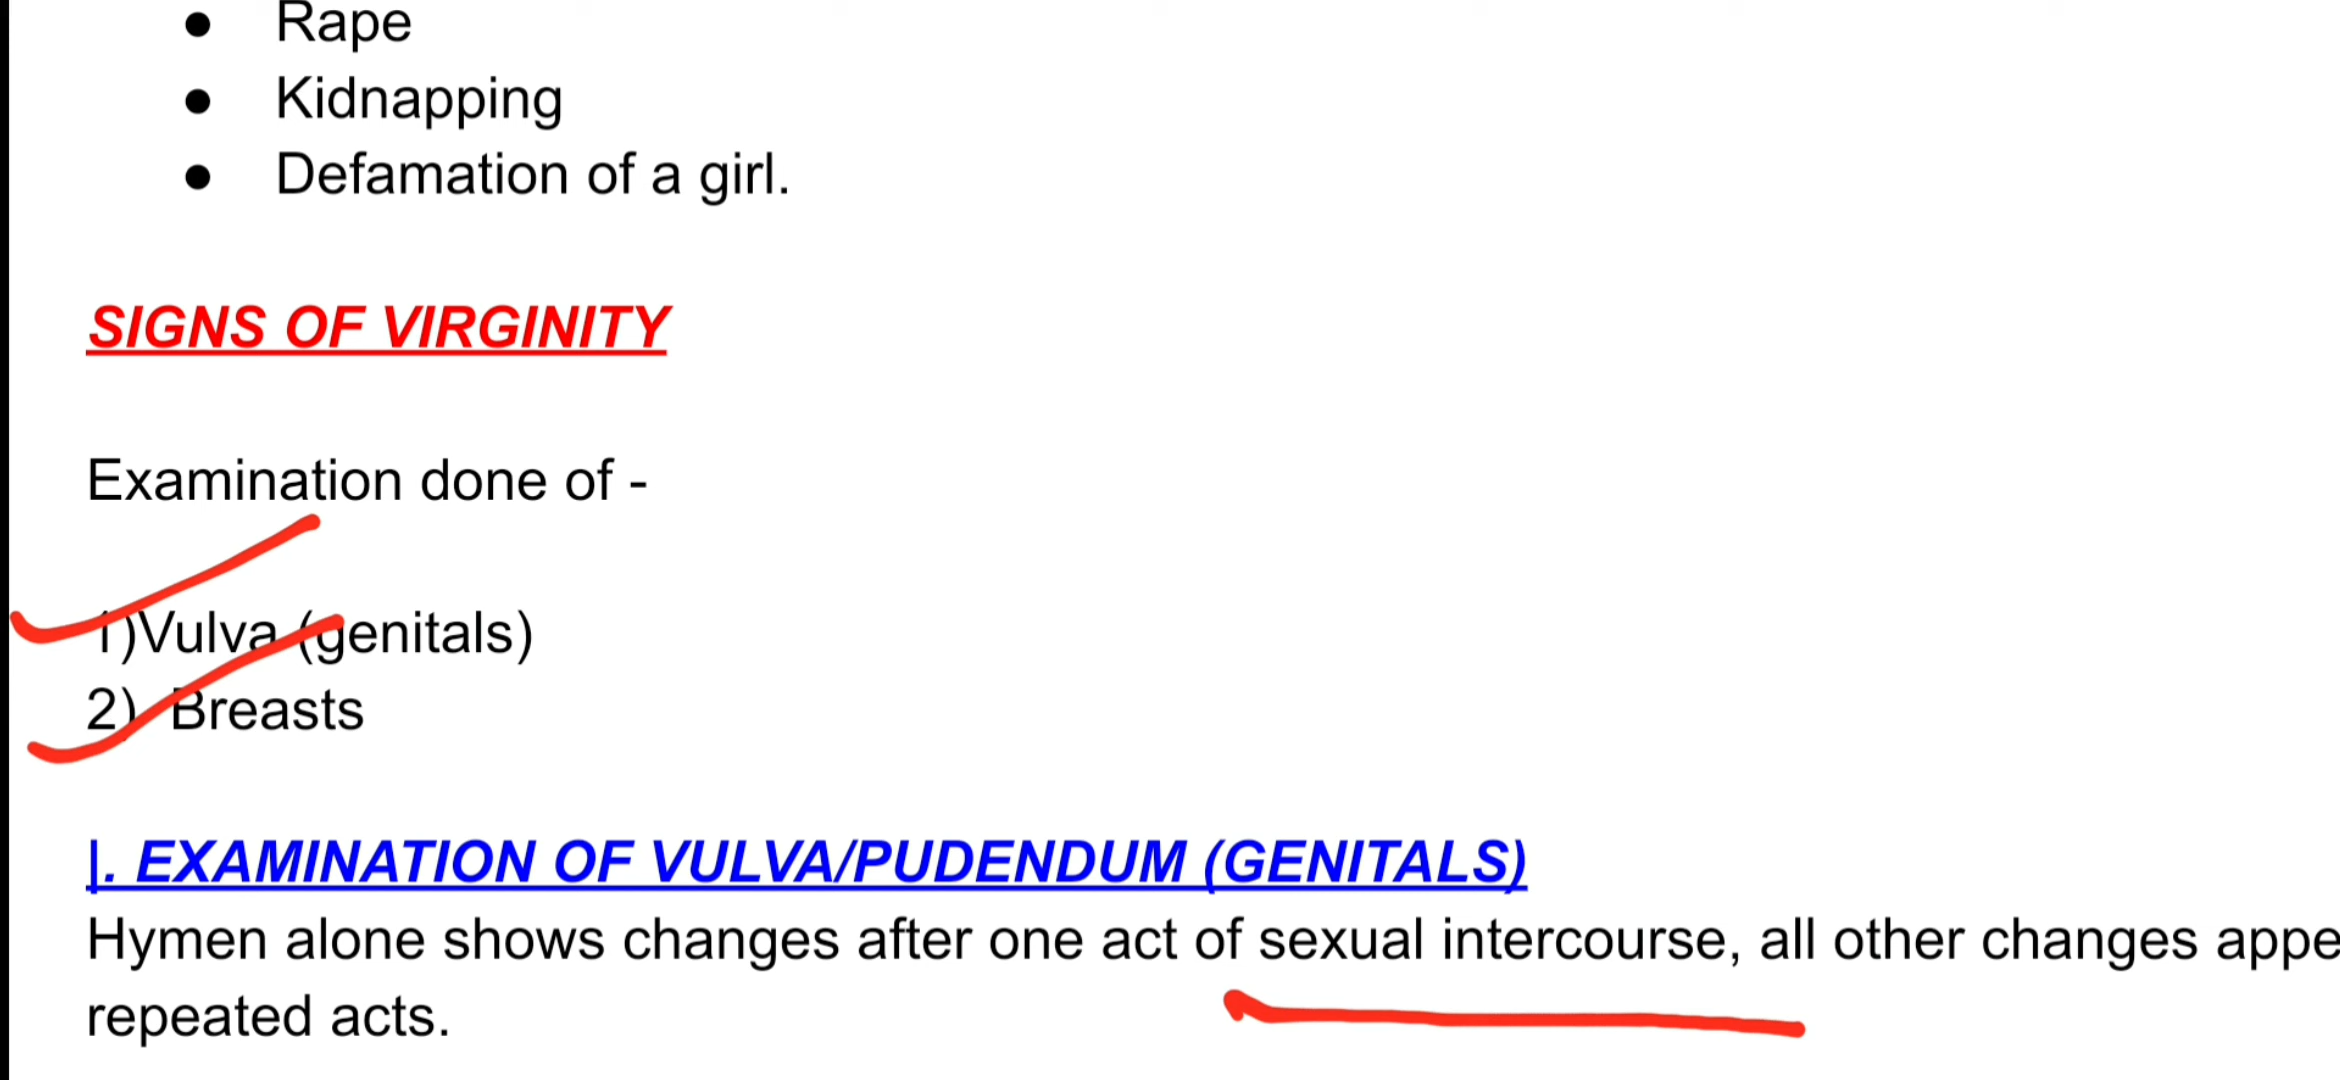 ● Rape
● Kidnapping
● Defamation of a girl.
SIGNS OF VIRGINITY
Examination done of -
1)Vulva (genitals)
2) Breasts
|. EXAMINATION OF VULVA/PUDENDUM (GENITALS)
Hymen alone shows changes after one act of sexual intercourse, all other changes appe
repeated acts.